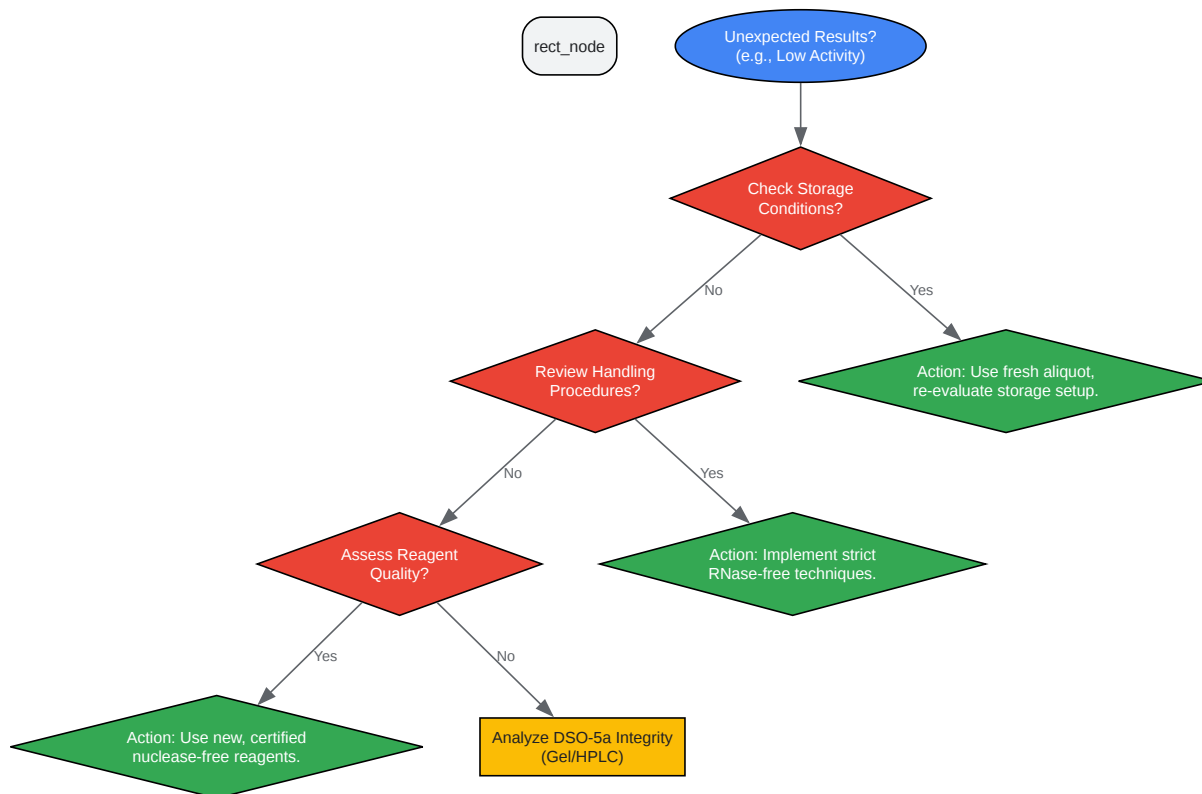 rect_node
Unexpected Results?
(e.g., Low Activity)
Check Storage
Conditions?
No
Yes
Review Handling
Procedures?
Action: Use fresh aliquot,
re-evaluate storage setup.
No
Yes
Assess Reagent
Quality?
Action: Implement strict
RNase-free techniques.
Yes
No
Action: Use new, certified
nuclease-free reagents.
Analyze DSO-5a Integrity
(Gel/HPLC)